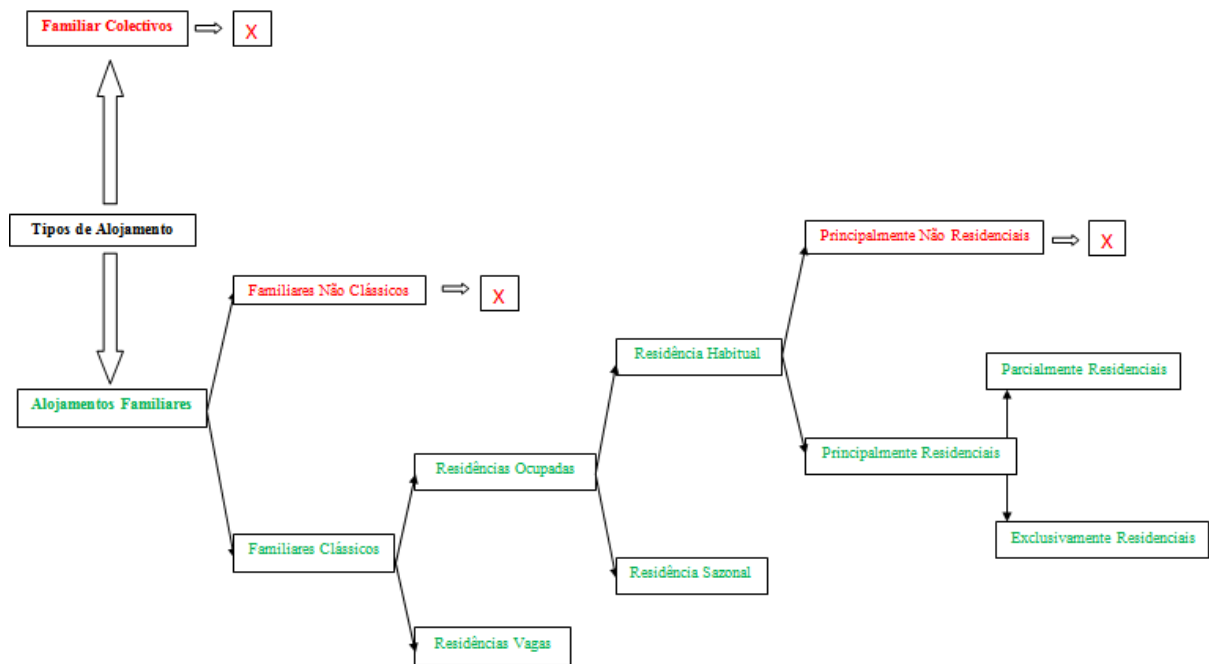 Familiar Colectivos
X
Tipos de Alojamento
Principalmente Não Residenciais
X
Familiares Não Clássicos
X
Residência Habitual
Parcialmente Residenciais
Alojamentos Familiares
Principalmente Residenciais
Residências Ocupadas
Exclusivamente Residenciais
Familiares Clássicos
Residência Sazonal
Residências Vagas